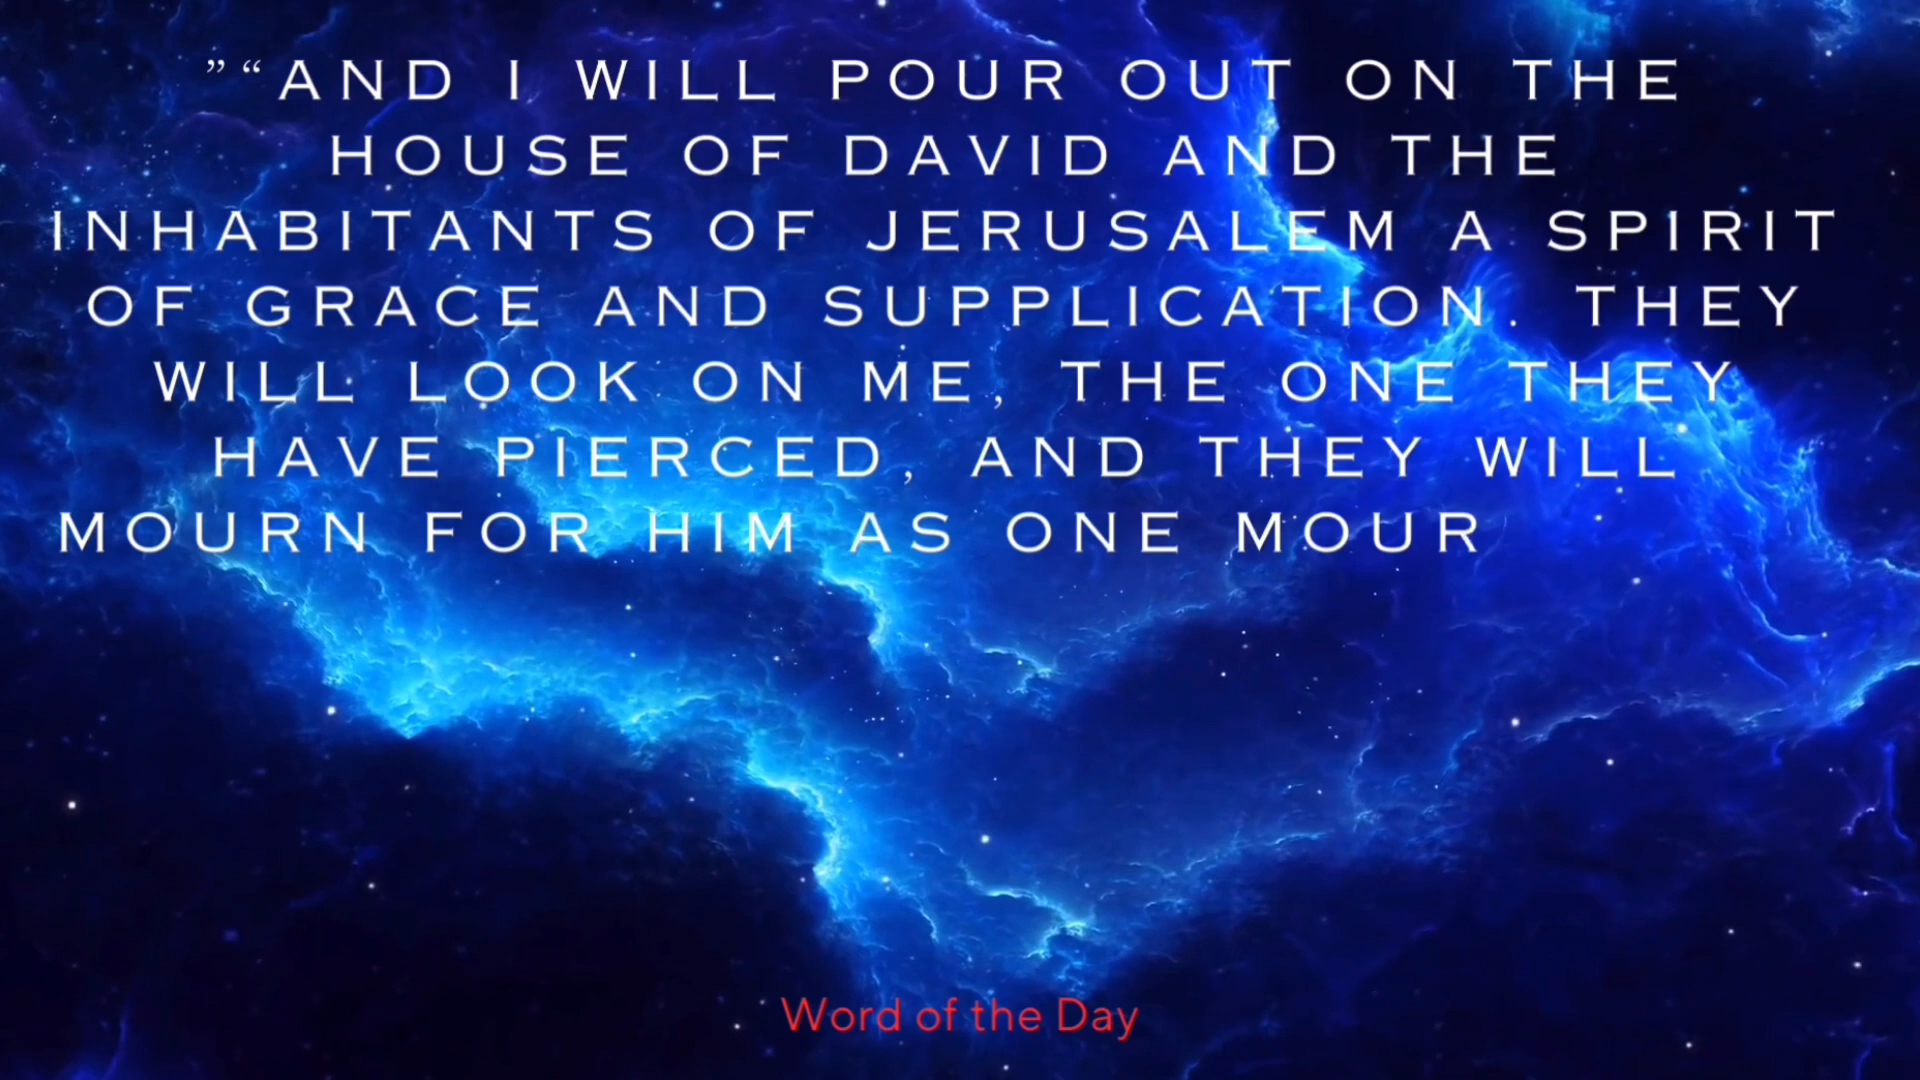 ”“AND I WILL POUR OUT ON THE
HOUSE OF DAVID AND THE
INHABITANTS OF JERUSALEM A SPIRIT
OF GRACE AND SUPPLICATION. THEY
WILL LOOK ON ME, THE ONE THEY
HAVE PIERCED, AND THEY WILL
MOURN FOR HIM AS ONE MOUR
Word of the Day